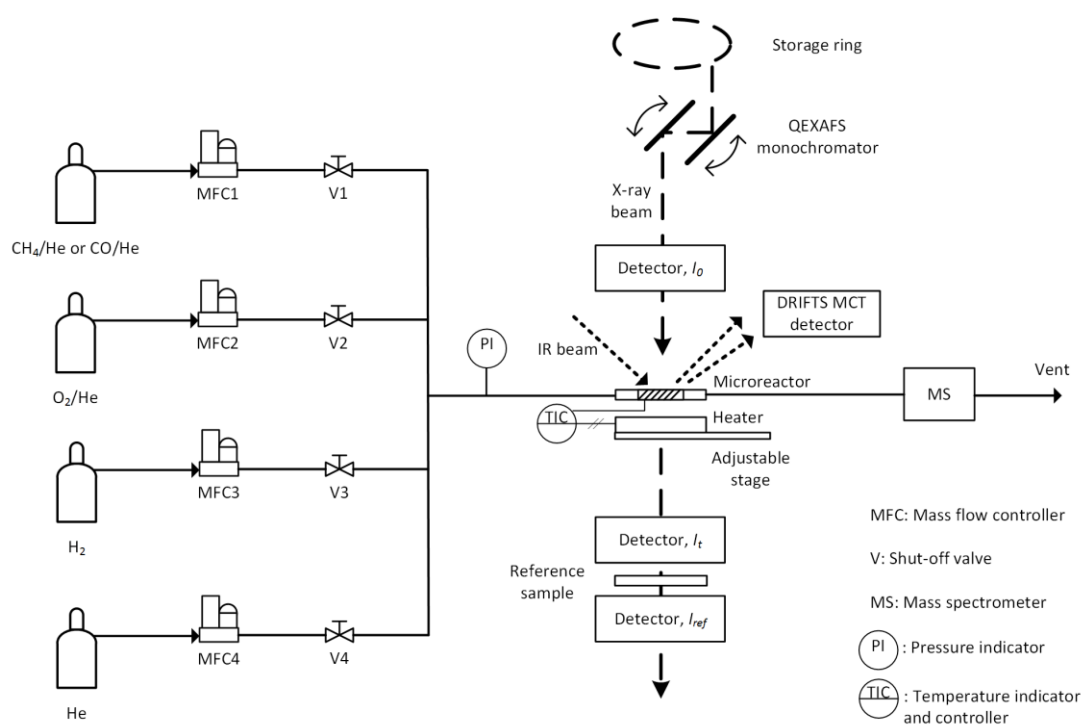 Storage ring
QEXAFS
monochromator
X-ray
beam
Detector, I0
DRIFTS MCT
detector
IR beam
PI
Microreactor
MS
Vent
TIC
Heater
Adjustable
stage
Detector, It
Reference
sample
Detector, Iref
MFC1
V1
CH₄/He or CO/He
MFC2
V2
O₂/He
MFC3
V3
H₂
MFC4
V4
He
MFC: Mass flow controller
V: Shut-off valve
MS: Mass spectrometer
PI : Pressure indicator
TIC : Temperature indicator
and controller